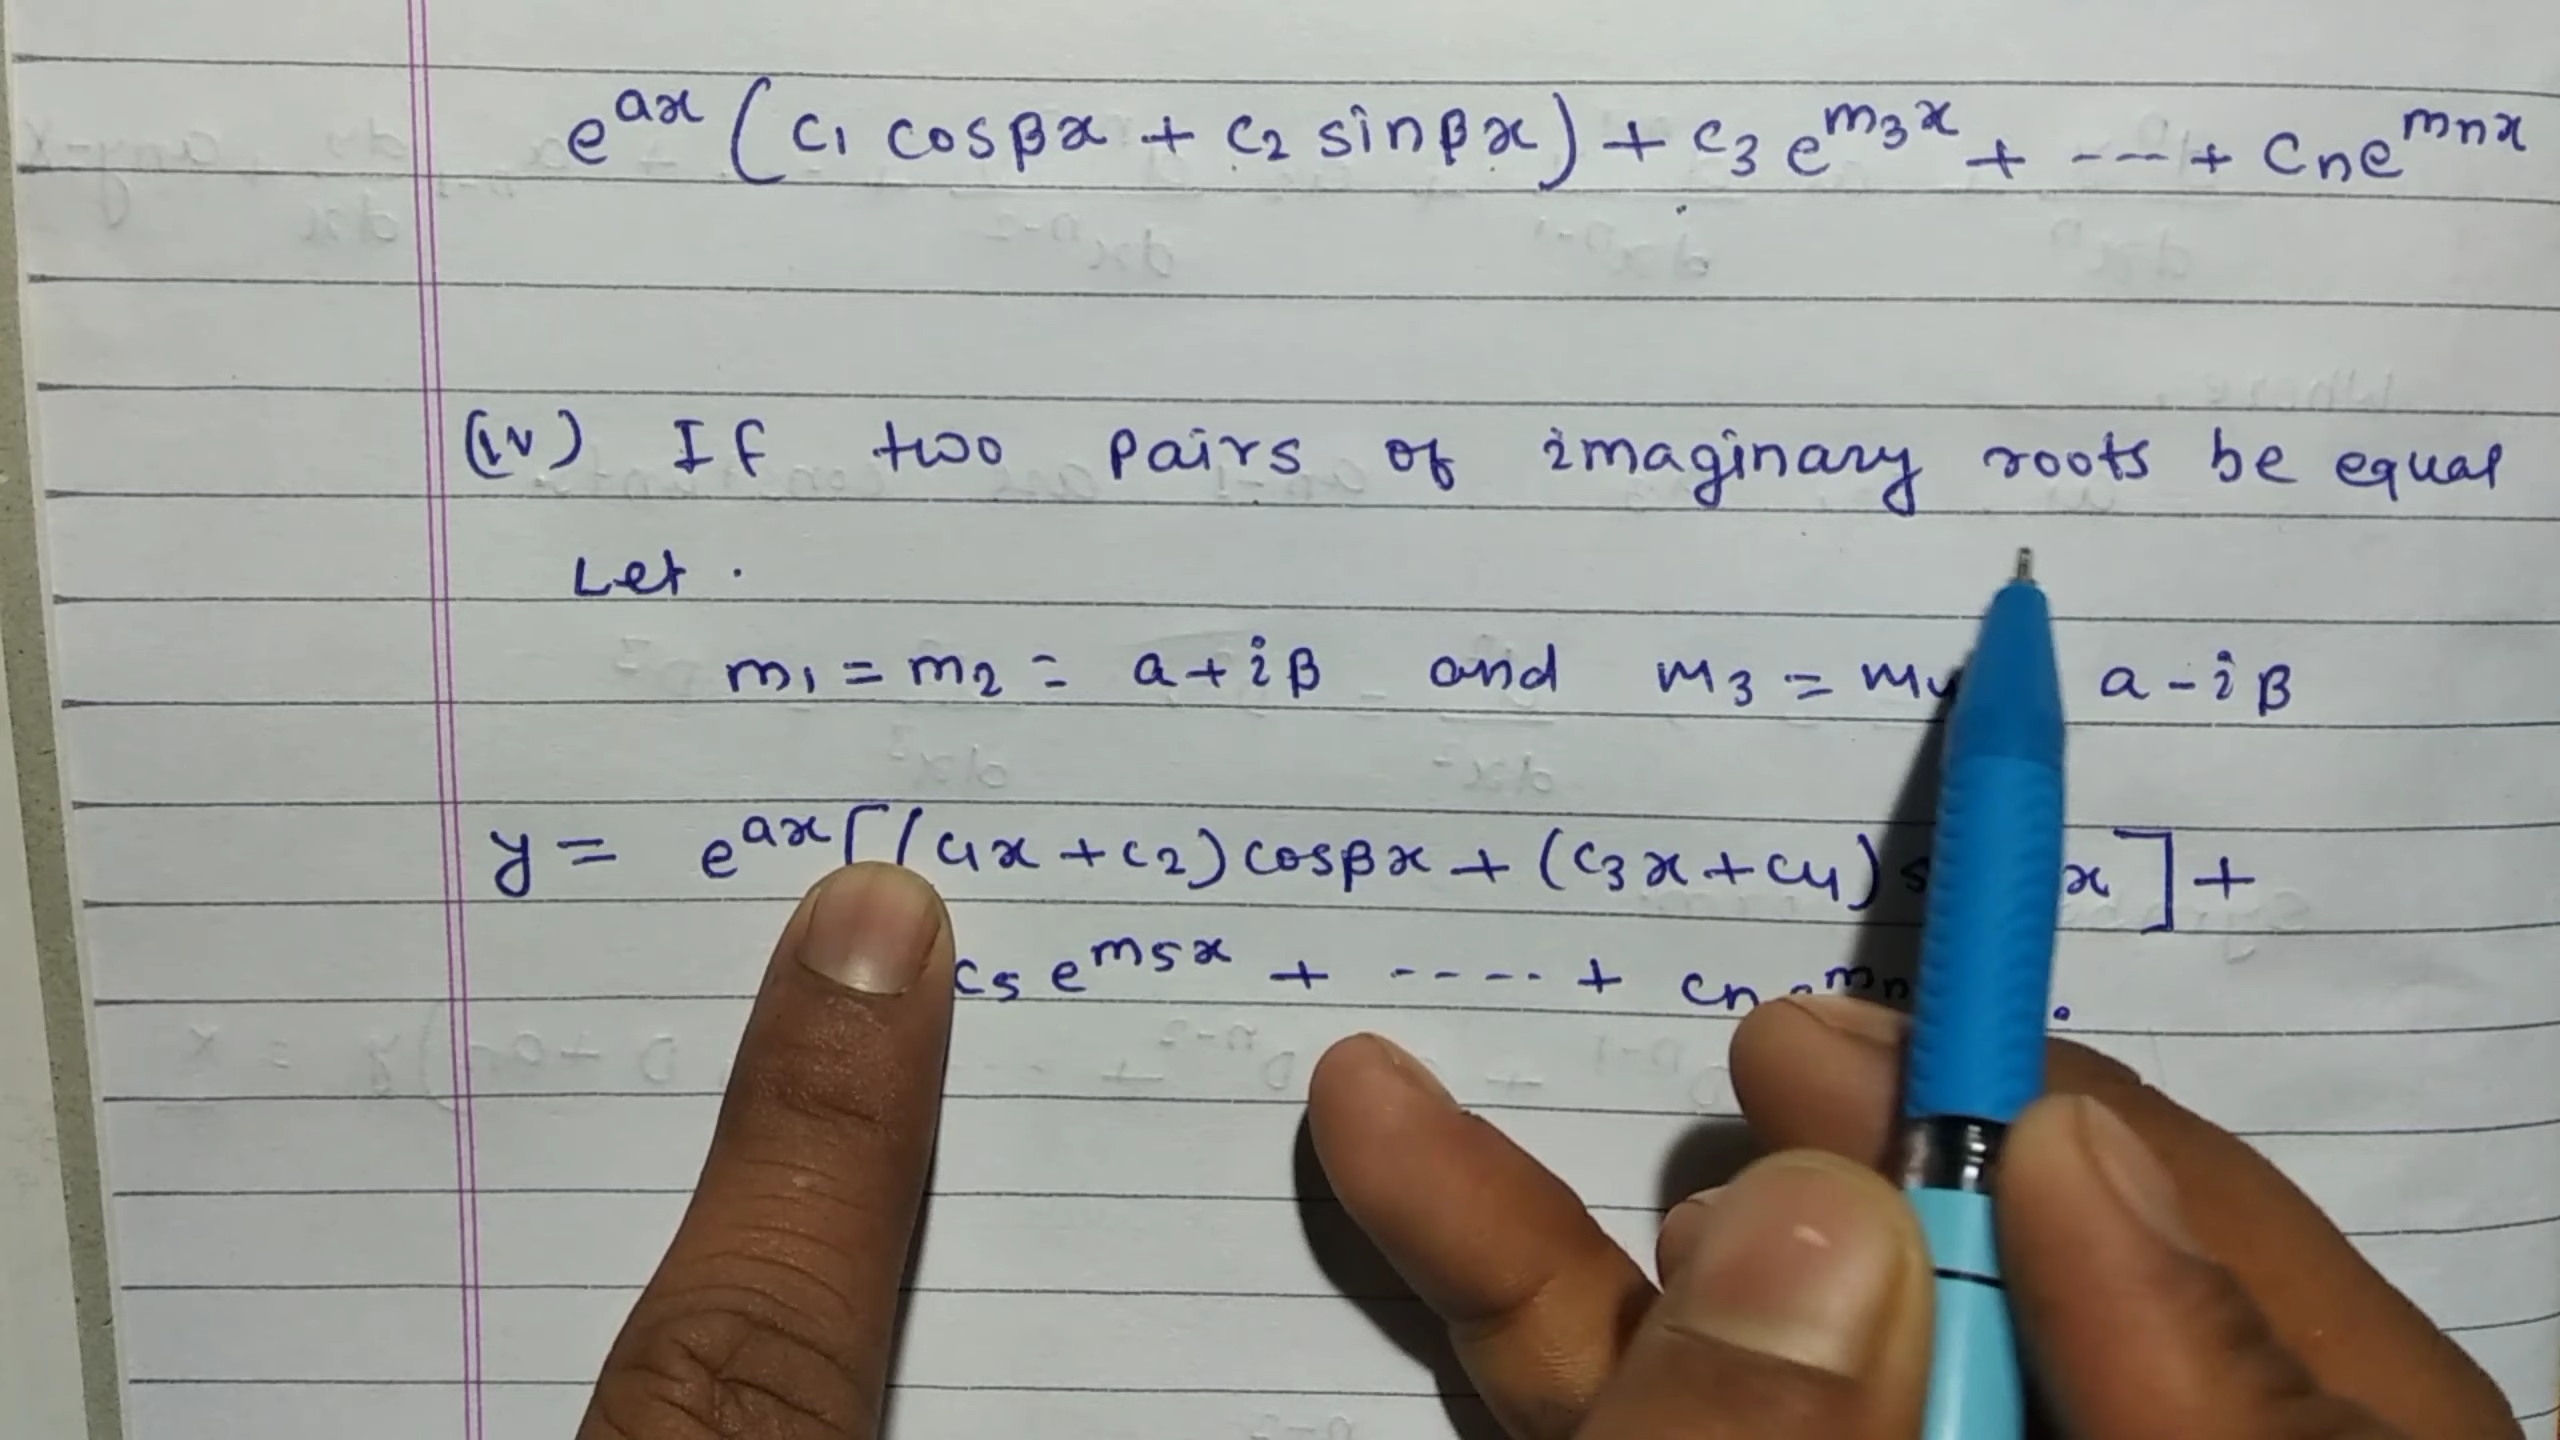 e^{ax} (c₁ cosβx + c₂ sinβx) + c₃ e^{m₃x} + --- + cₙe^{mₙx}
(iv) If two pairs of imaginary roots be equal
Let .
m₁ = m₂ = a+iβ and m₃ = m₄ a-iβ
y = e^{ax} [(c₁x + c₂) cosβx + (c₃x + c₄) x] +
c₅ e^{m₅x} + ---- + cₙ